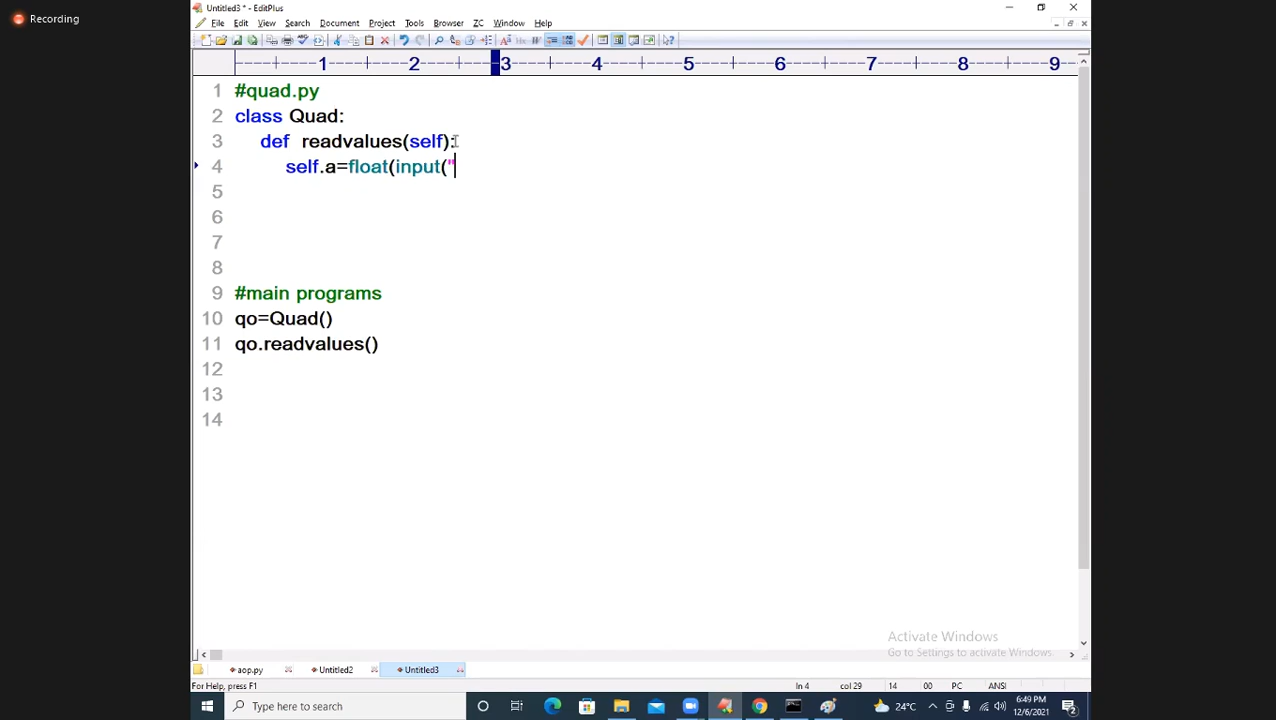 Recording
Untitled3 * - EditPlus
File Edit View Search Document Project Tools Browser ZC Window Help
----+----1----+----2----+----3----+----4----+----5----+----6----+----7----+----8----+----9
1 #quad.py
2 class Quad:
3 def readvalues(self):
4 self.a=float(input("
5
6
7
8
9 #main programs
10 qo=Quad()
11 qo.readvalues()
12
13
14
Activate Windows
Go to Settings to activate Windows.
aop.py Untitled2 Untitled3
For Help, press F1 ln 4 col 29 14 00 PC ANSI
Type here to search 24°C 6:49 PM
12/6/2021 2